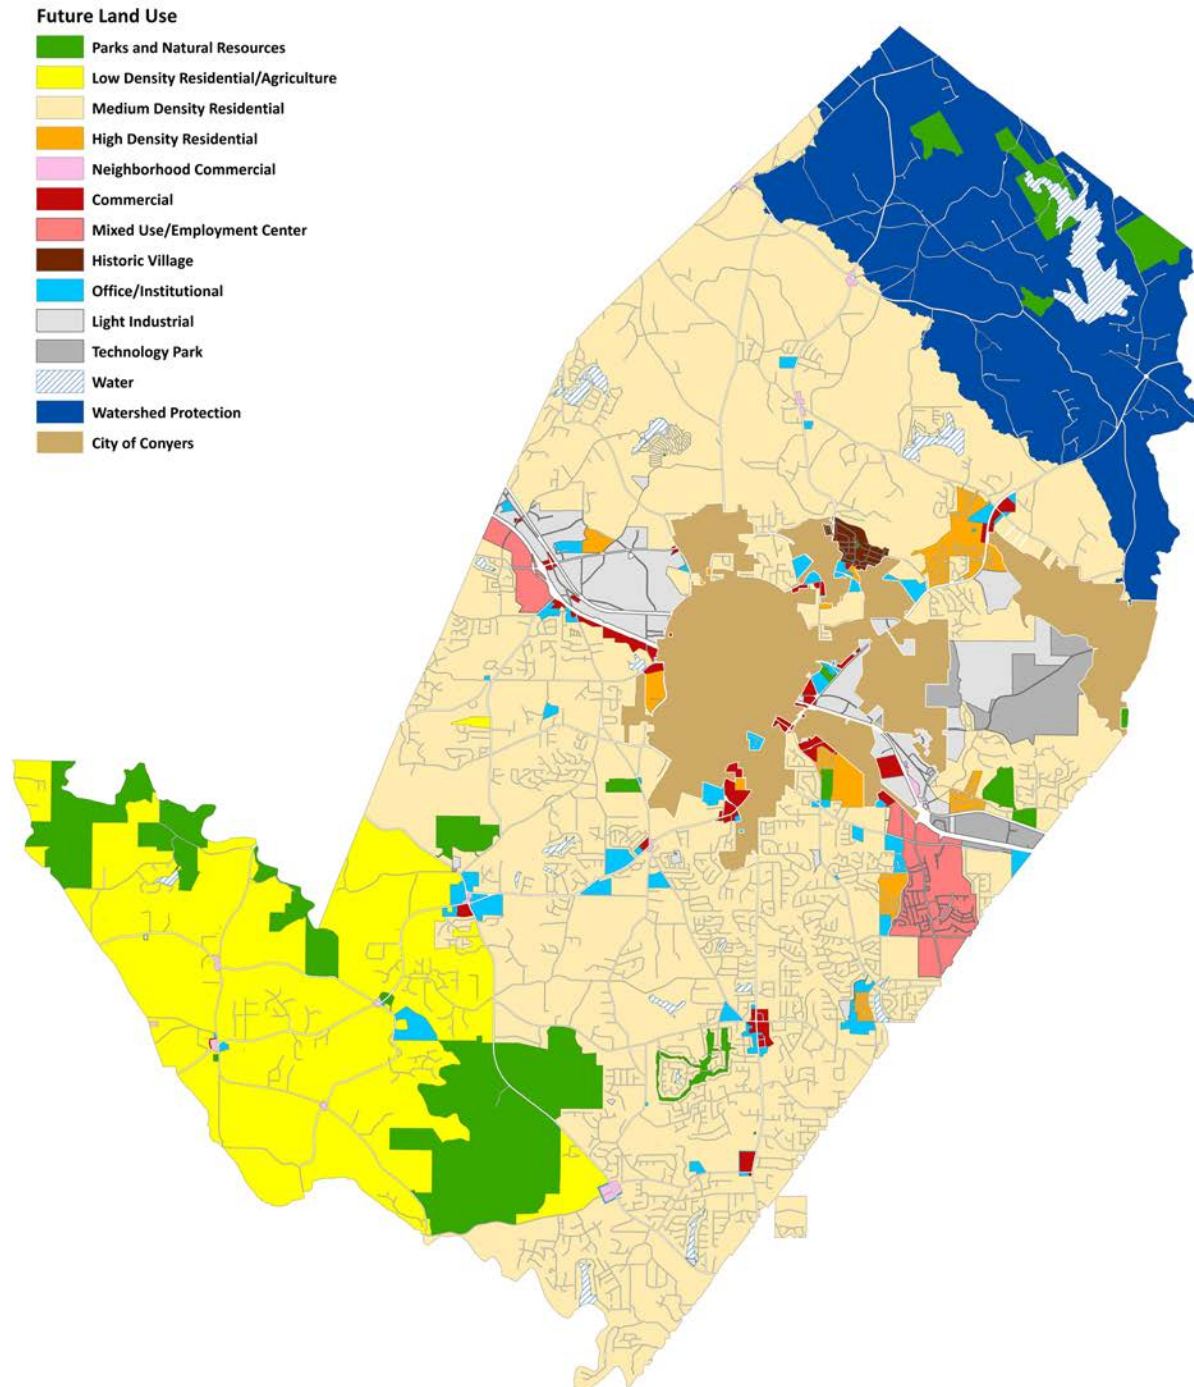 Future Land Use
Parks and Natural Resources
Low Density Residential/Agriculture
Medium Density Residential
High Density Residential
Neighborhood Commercial
Commercial
Mixed Use/Employment Center
Historic Village
Office/Institutional
Light Industrial
Technology Park
Water
Watershed Protection
City of Conyers